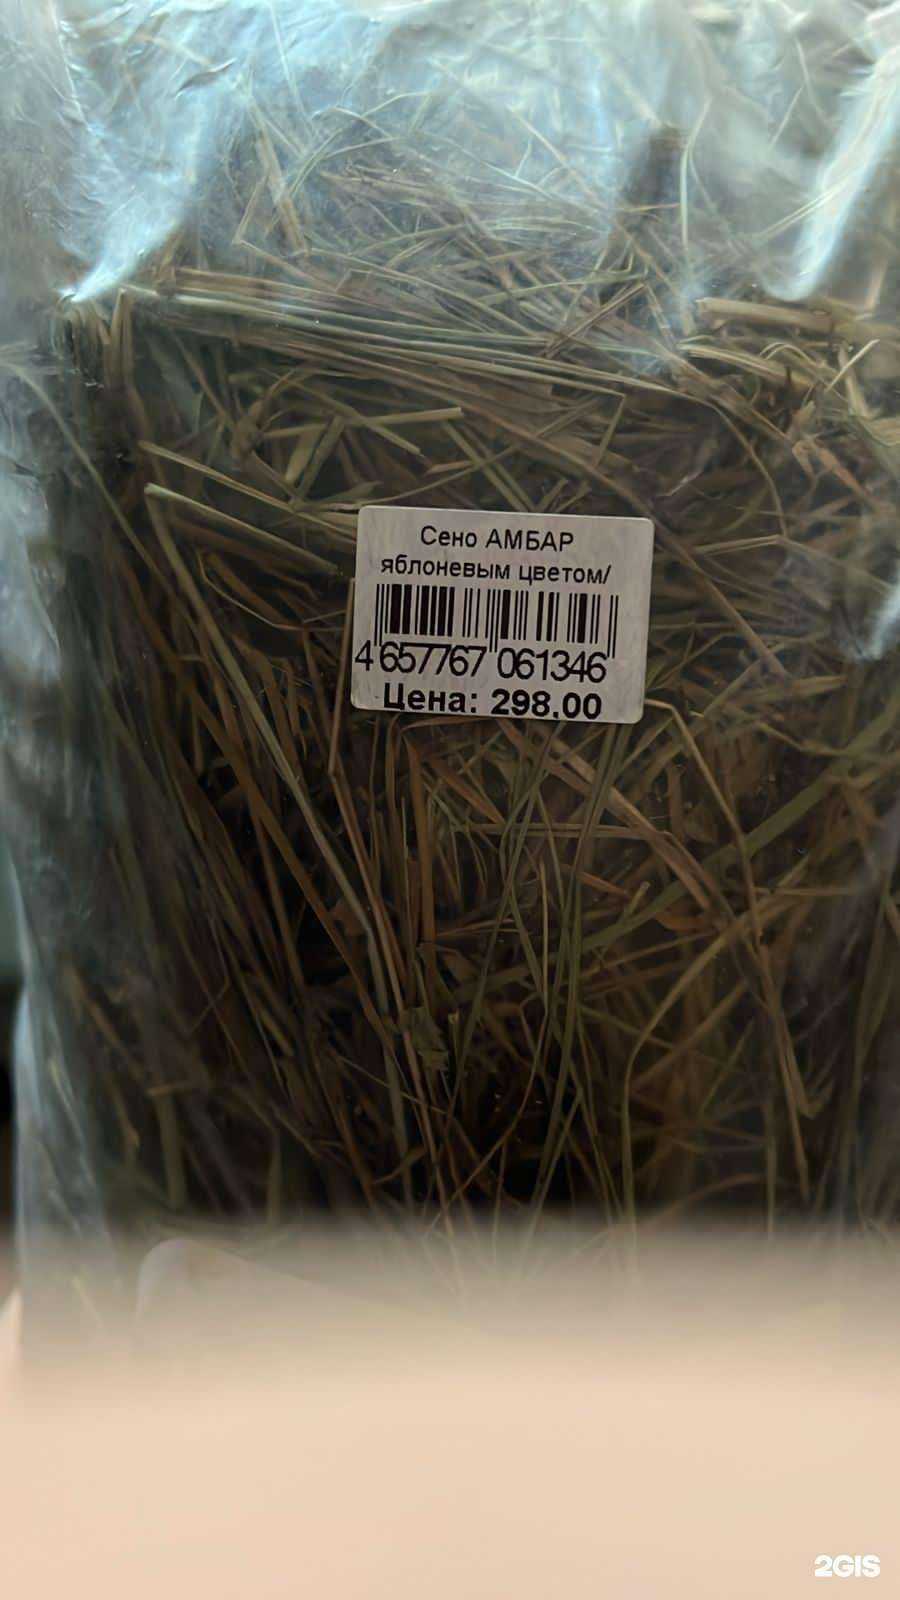 Сено АМБАР
яблоневым цветом/
4 657767 061346
Цена: 298.00
2GIS